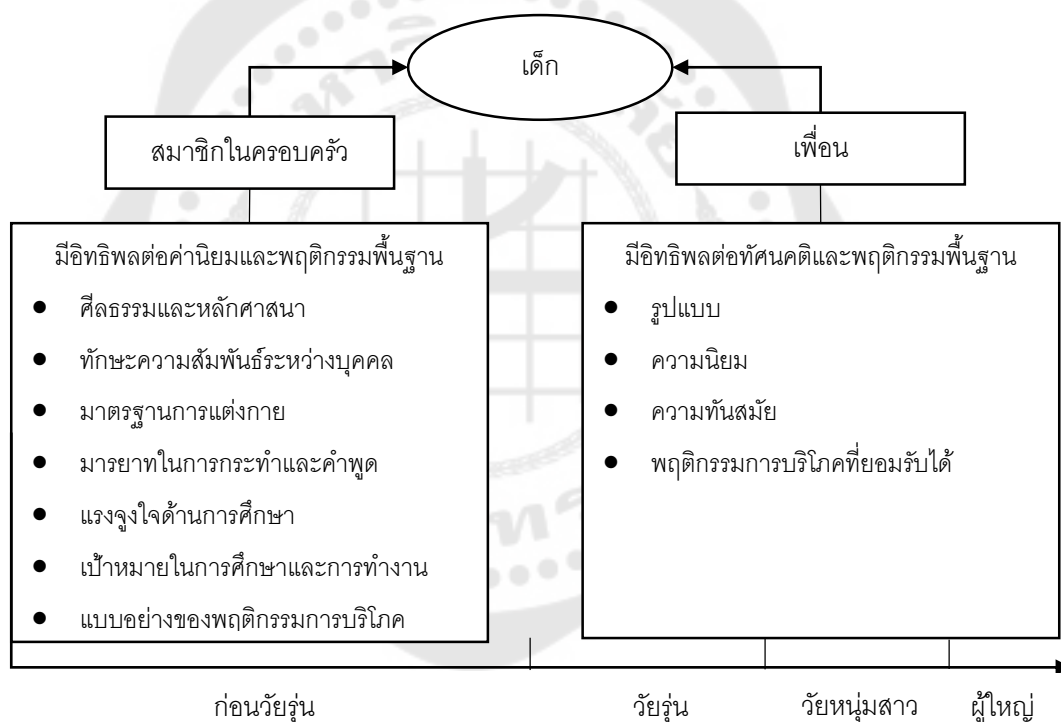 เด็ก
สมาชิกในครอบครัว
เพื่อน
มีอิทธิพลต่อค่านิยมและพฤติกรรมพื้นฐาน
● ศีลธรรมและหลักศาสนา
● ทักษะความสัมพันธ์ระหว่างบุคคล
● มาตรฐานการแต่งกาย
● มารยาทในการกระทำและคำพูด
● แรงจูงใจด้านการศึกษา
● เป้าหมายในการศึกษาและการทำงาน
● แบบอย่างของพฤติกรรมการบริโภค
มีอิทธิพลต่อทัศนคติและพฤติกรรมพื้นฐาน
● รูปแบบ
● ความนิยม
● ความทันสมัย
● พฤติกรรมการบริโภคที่ยอมรับได้
ก่อนวัยรุ่น
วัยรุ่น
วัยหนุ่มสาว
ผู้ใหญ่